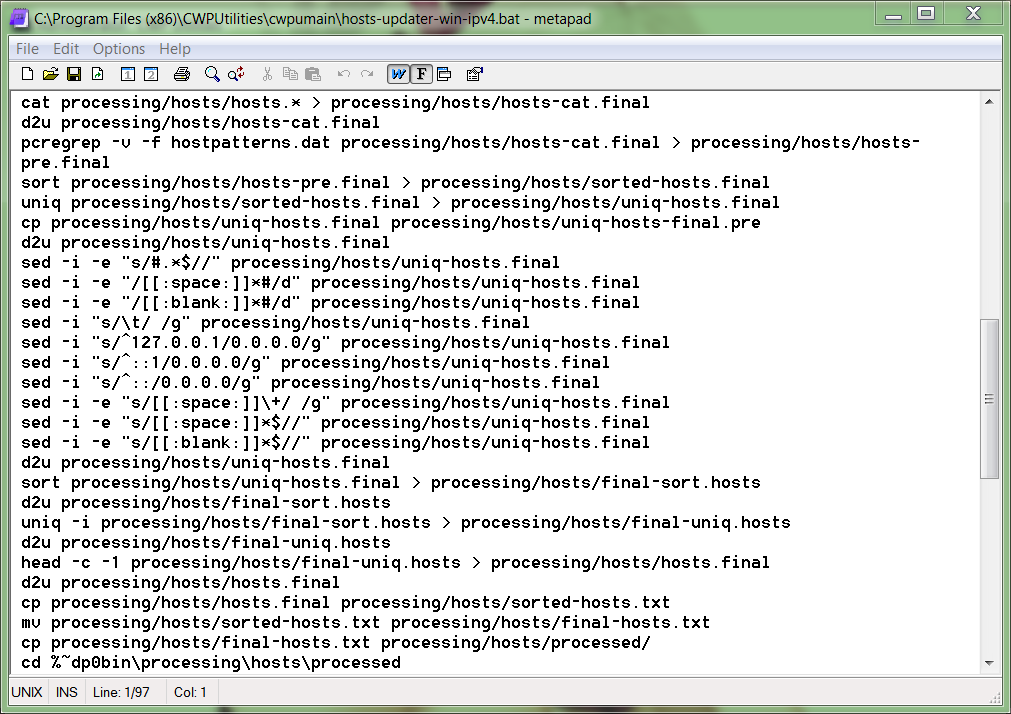 C:\Program Files (x86)\CWPUtilities\cwpumain\hosts-updater-win-ipv4.bat - metapad
File Edit Options Help
1 2 W F
cat processing/hosts/hosts.* > processing/hosts/hosts-cat.final
d2u processing/hosts/hosts-cat.final
pcregrep -v -f hostpatterns.dat processing/hosts/hosts-cat.final > processing/hosts/hosts-
pre.final
sort processing/hosts/hosts-pre.final > processing/hosts/sorted-hosts.final
uniq processing/hosts/sorted-hosts.final > processing/hosts/uniq-hosts.final
cp processing/hosts/uniq-hosts.final processing/hosts/uniq-hosts-final.pre
d2u processing/hosts/uniq-hosts.final
sed -i -e "s/#.*$//" processing/hosts/uniq-hosts.final
sed -i -e "/[[:space:]]*#/d" processing/hosts/uniq-hosts.final
sed -i -e "/[[:blank:]]*#/d" processing/hosts/uniq-hosts.final
sed -i "s/\t/ /g" processing/hosts/uniq-hosts.final
sed -i "s/^127.0.0.1/0.0.0.0/g" processing/hosts/uniq-hosts.final
sed -i "s/^::1/0.0.0.0/g" processing/hosts/uniq-hosts.final
sed -i "s/^::/0.0.0.0/g" processing/hosts/uniq-hosts.final
sed -i -e "s/[[:space:]]\+/ /g" processing/hosts/uniq-hosts.final
sed -i -e "s/[[:space:]]*$//" processing/hosts/uniq-hosts.final
sed -i -e "s/[[:blank:]]*$//" processing/hosts/uniq-hosts.final
d2u processing/hosts/uniq-hosts.final
sort processing/hosts/uniq-hosts.final > processing/hosts/final-sort.hosts
d2u processing/hosts/final-sort.hosts
uniq -i processing/hosts/final-sort.hosts > processing/hosts/final-uniq.hosts
d2u processing/hosts/final-uniq.hosts
head -c -1 processing/hosts/final-uniq.hosts > processing/hosts/hosts.final
d2u processing/hosts/hosts.final
cp processing/hosts/hosts.final processing/hosts/sorted-hosts.txt
mv processing/hosts/sorted-hosts.txt processing/hosts/final-hosts.txt
cp processing/hosts/final-hosts.txt processing/hosts/processed/
cd %~dp0bin\processing\hosts\processed
UNIX INS Line: 1/97 Col: 1